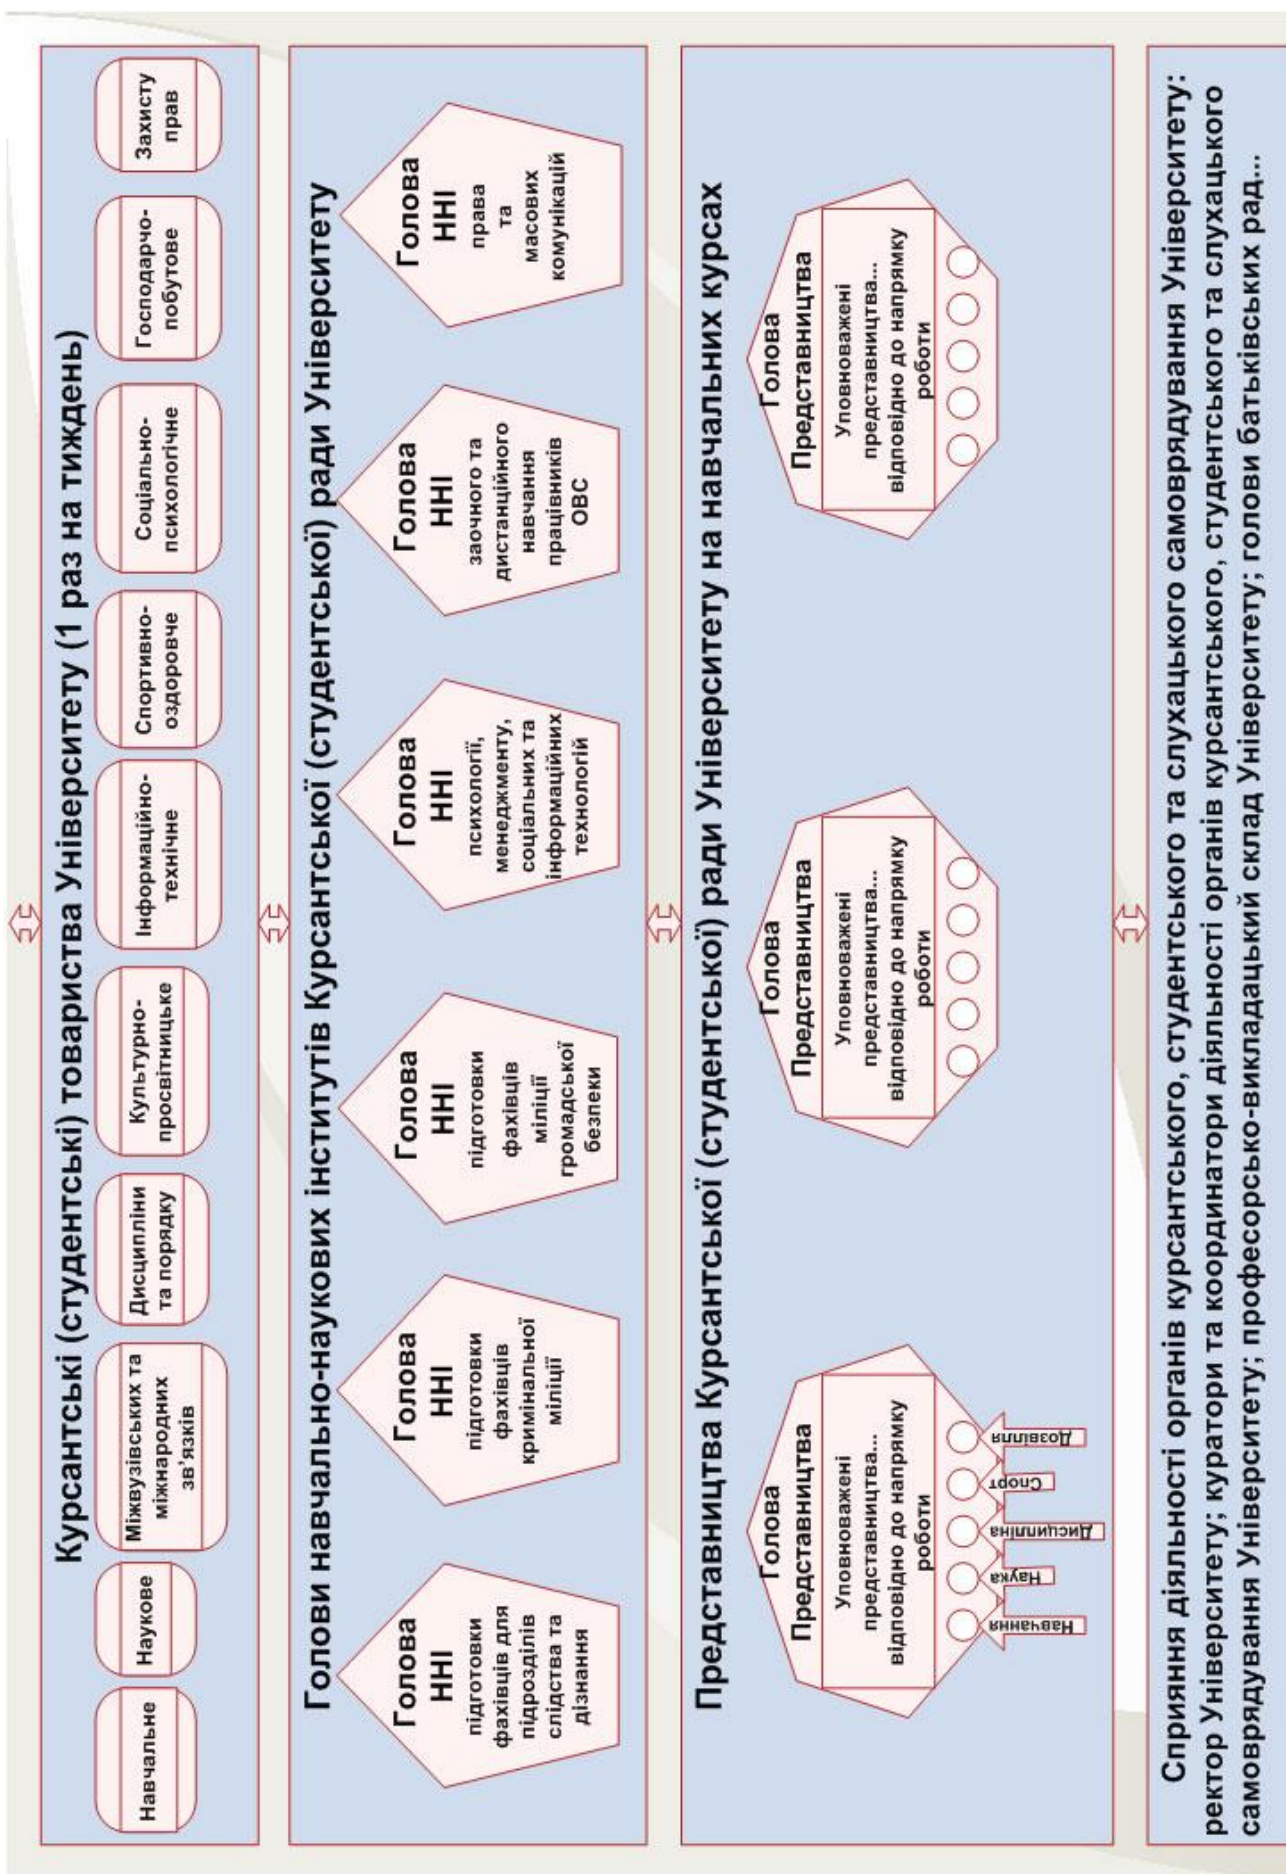 Курсантські (студентські) товариства Університету (1 раз на тиждень)
Навчальне
Наукове
Міжвузівських та
міжнародних
зв'язків
Дисципліни
та порядку
Культурно-
просвітницьке
Інформаційно-
технічне
Спортивно-
оздоровче
Соціально-
психологічне
Господарчо-
побутове
Захисту
прав
Голови навчально-наукових інститутів Курсантської (студентської) ради Університету
Голова
ННІ
підготовки
фахівців для
підрозділів
слідства та
дізнання
Голова
ННІ
підготовки
фахівців
кримінальної
міліції
Голова
ННІ
підготовки
фахівців
міліції
громадської
безпеки
Голова
ННІ
психології,
менеджменту,
соціальних та
інформаційних
технологій
Голова
ННІ
заочного та
дистанційного
навчання
працівників
ОВС
Голова
ННІ
права
та
масових
комунікацій
Представництва Курсантської (студентської) ради Університету на навчальних курсах
Голова
Представництва
Уповноважені
представництва...
відповідно до напрямку
роботи
Навчання
Наука
Дисципліна
Спорт
Дозвілля
Голова
Представництва
Уповноважені
представництва...
відповідно до напрямку
роботи
Голова
Представництва
Уповноважені
представництва...
відповідно до напрямку
роботи
Сприяння діяльності органів курсантського, студентського та слухацького самоврядування Університету:
ректор Університету; куратори та координатори діяльності органів курсантського, студентського та слухацького
самоврядування Університету; професорсько-викладацький склад Університету; голови батьківських рад...